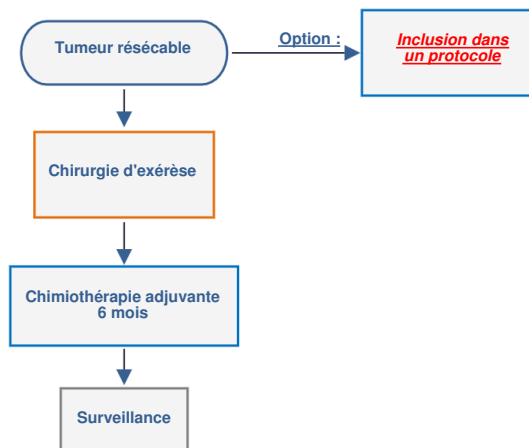 Tumeur résécable
Option :
Inclusion dans
un protocole
Chirurgie d'exérèse
Chimiothérapie adjuvante
6 mois
Surveillance